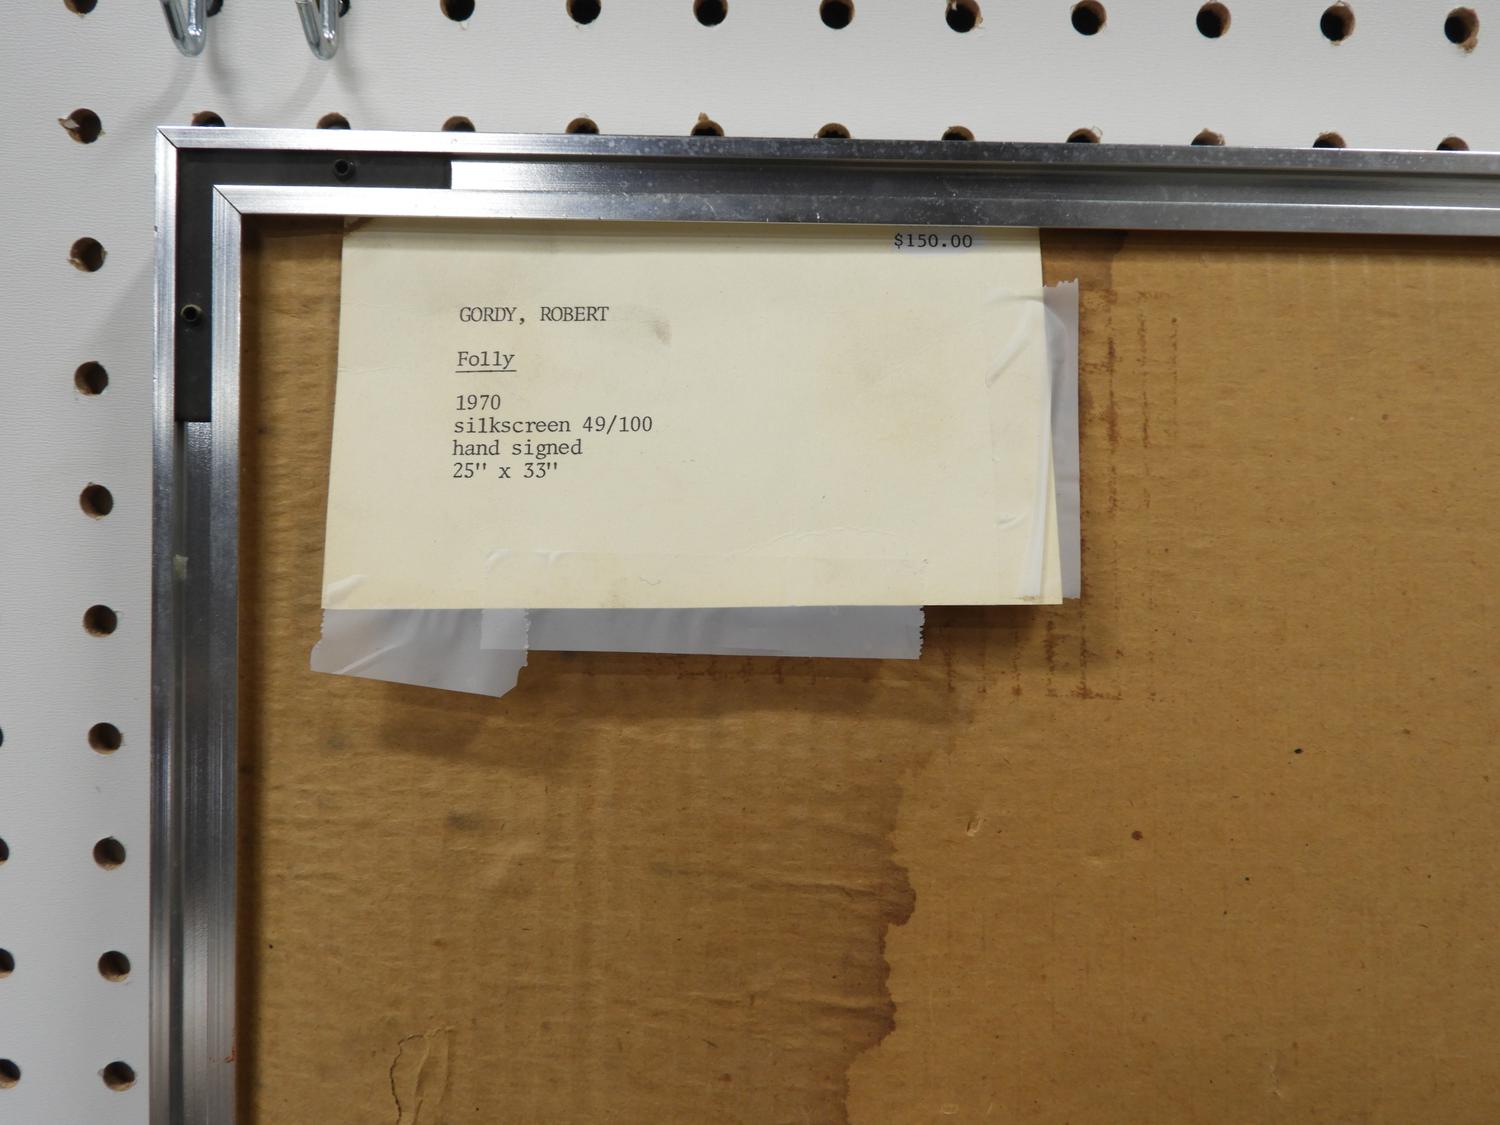 $150.00
GORDY, ROBERT
Folly
1970
silkscreen 49/100
hand signed
25" x 33"